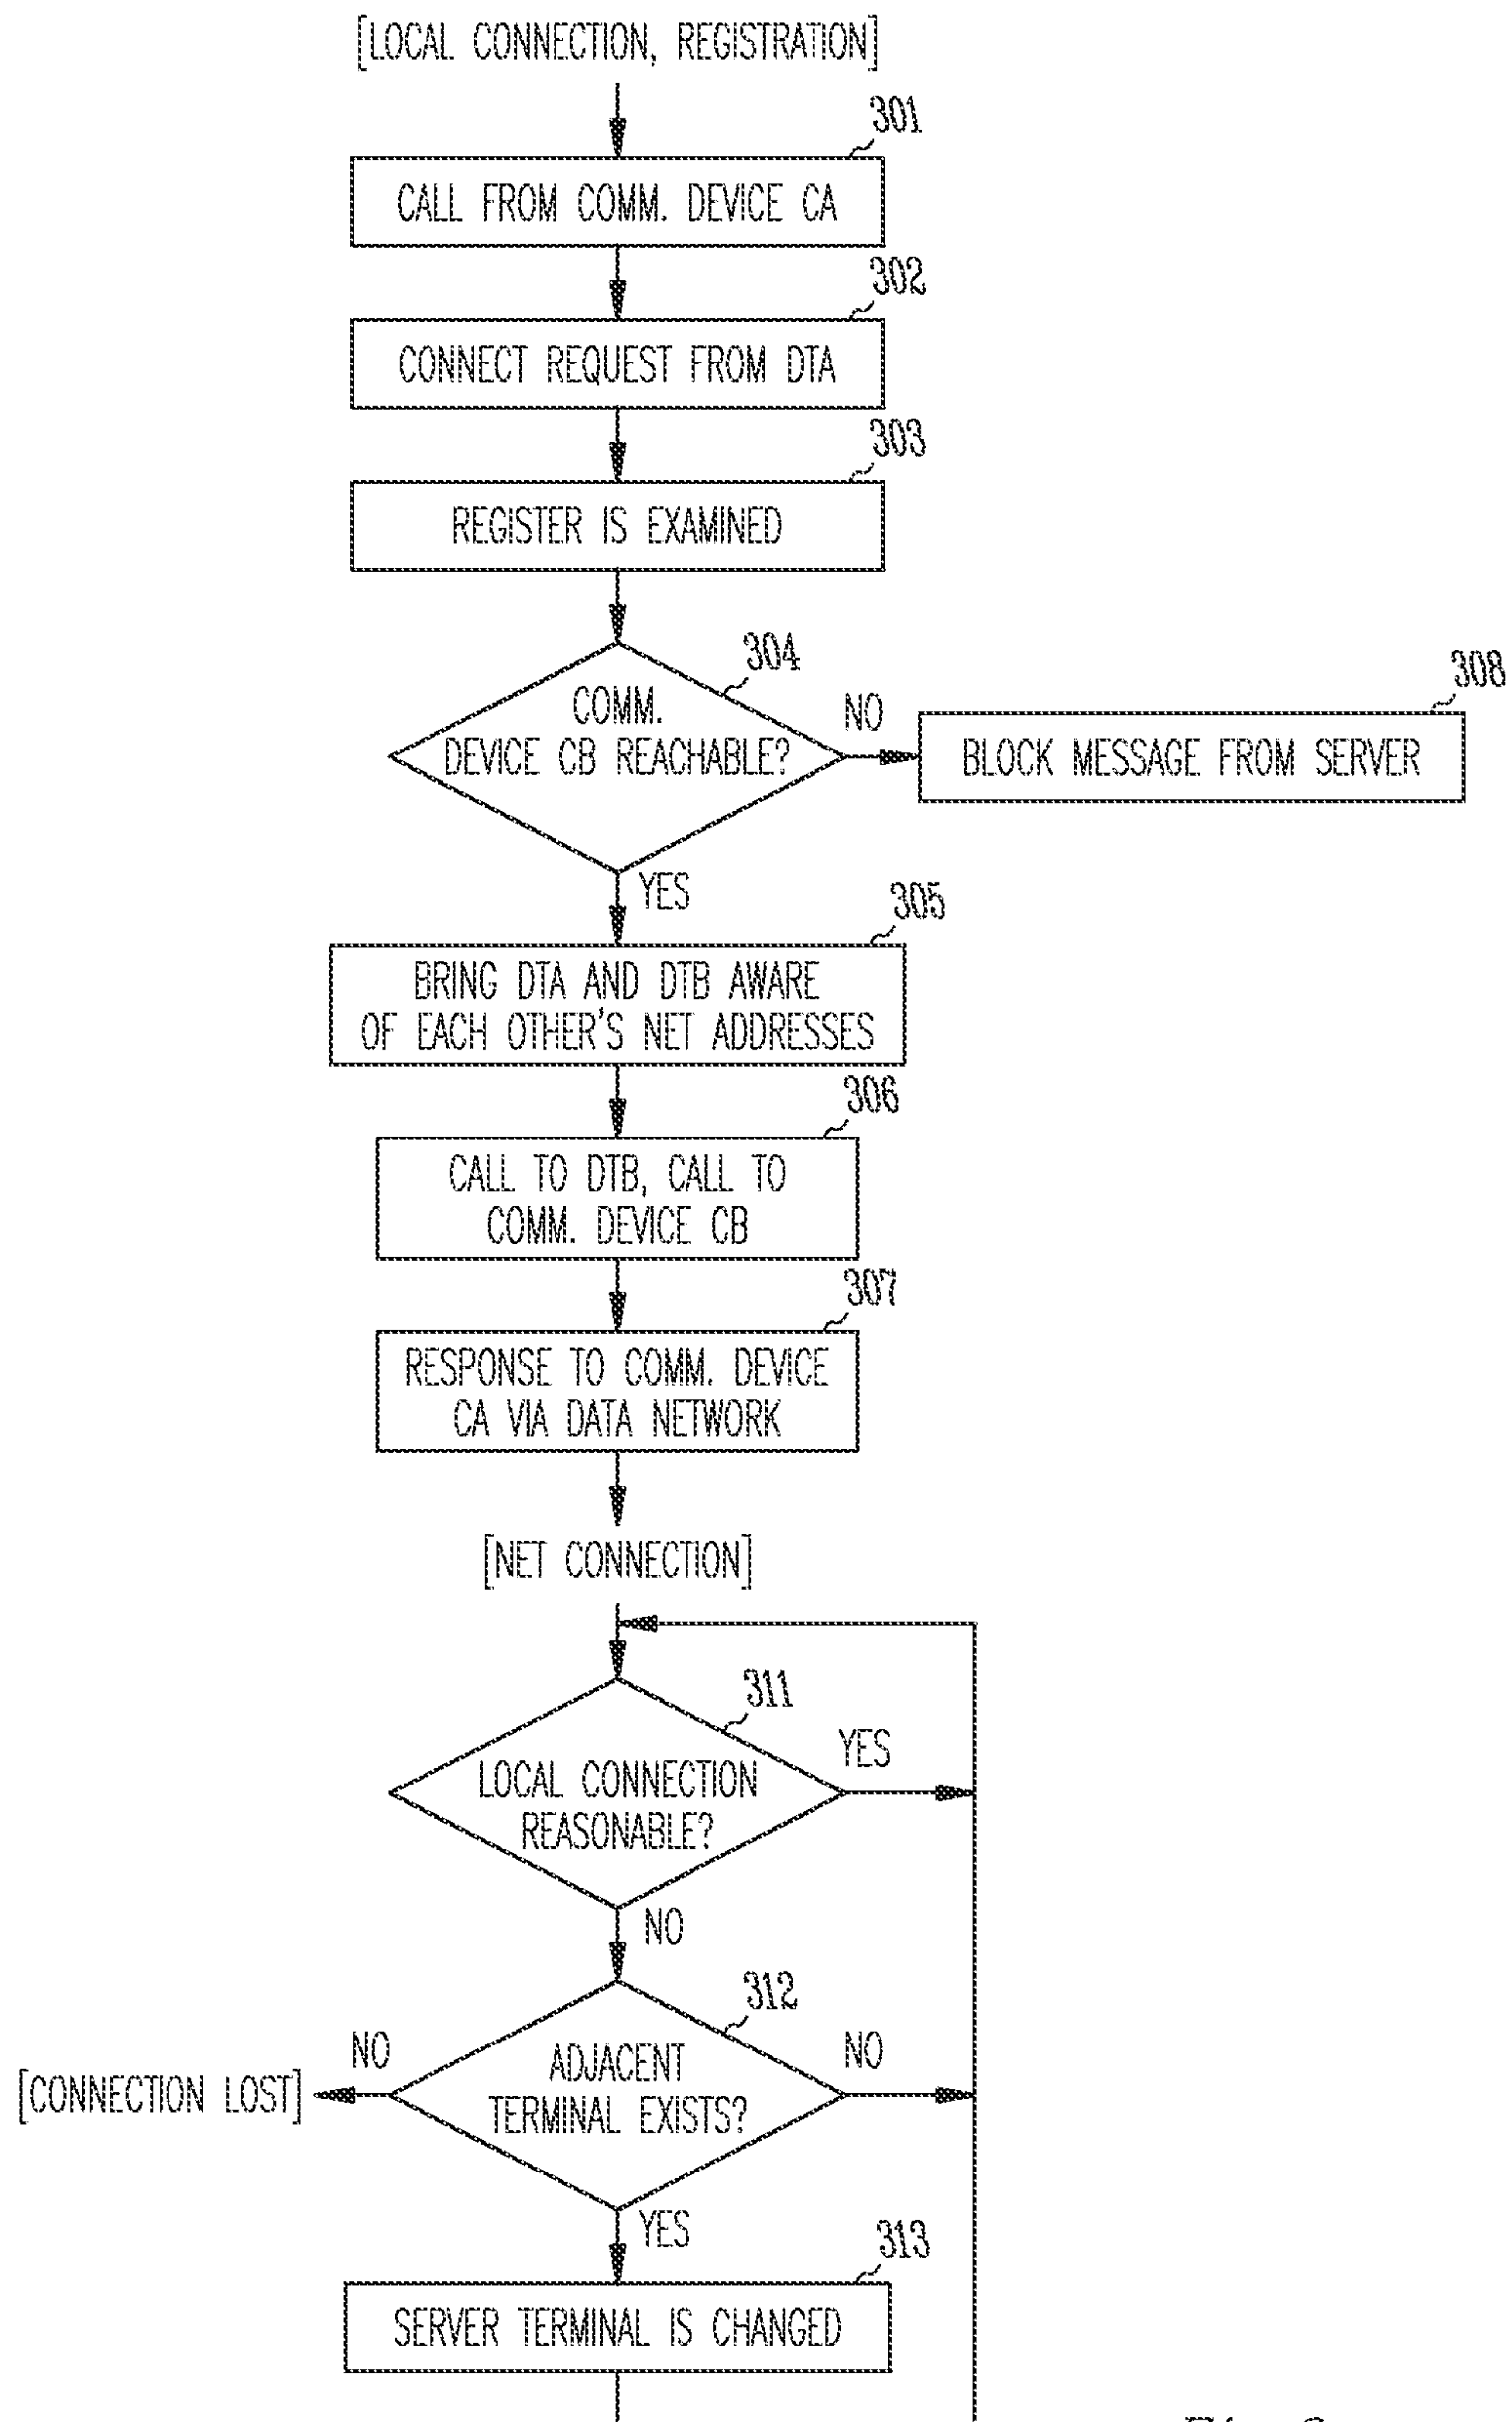 [LOCAL CONNECTION, REGISTRATION]
301
CALL FROM COMM. DEVICE CA
302
CONNECT REQUEST FROM DTA
303
REGISTER IS EXAMINED
304
COMM.
DEVICE CB REACHABLE?
NO
308
BLOCK MESSAGE FROM SERVER
YES
305
BRING DTA AND DTB AWARE
OF EACH OTHER'S NET ADDRESSES
306
CALL TO DTB, CALL TO
COMM. DEVICE CB
307
RESPONSE TO COMM. DEVICE
CA VIA DATA NETWORK
[NET CONNECTION]
311
LOCAL CONNECTION
REASONABLE?
YES
NO
312
ADJACENT
TERMINAL EXISTS?
NO
[CONNECTION LOST]
NO
YES
313
SERVER TERMINAL IS CHANGED